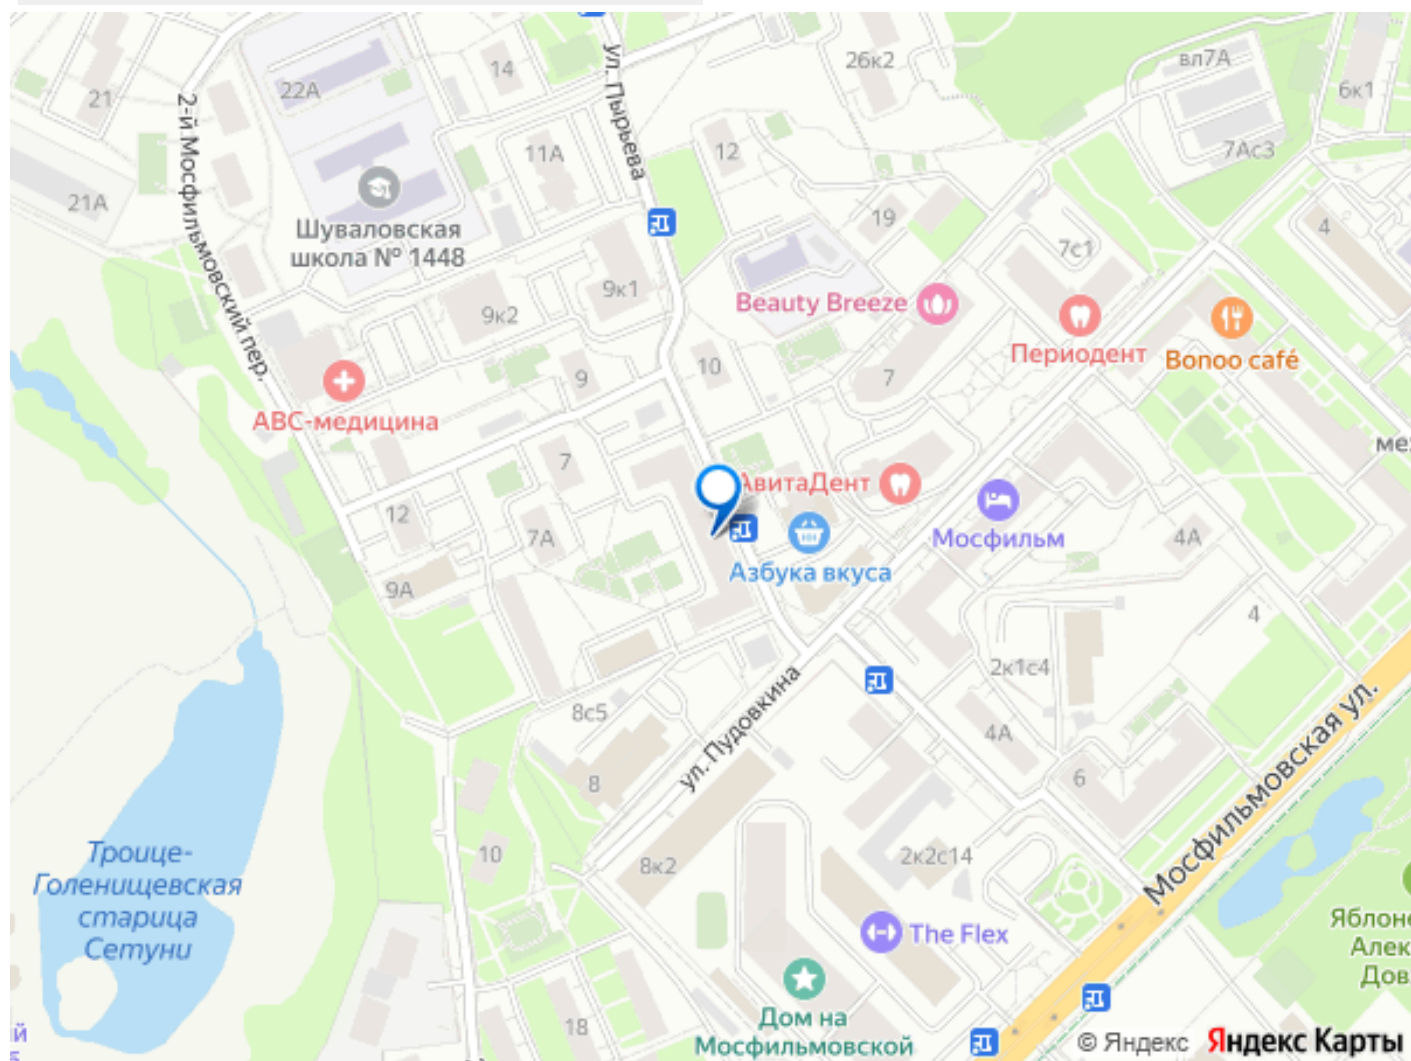 ул. Пырьева
14
26к2
вл7А
6к1
22А
21
2-й Мосфильмовский пер.
11А
12
7Ас3
21А
Шуваловская
школа № 1448
19
4
7с1
9к1
9к2
Beauty Breeze
Периодент
Bonoo café
9
10
7
АВС-медицина
7
АвитаДент
12
7А
Мосфильм
4А
Азбука вкуса
9А
4
2к1с4
8с5
ул. Пудовкина
4А
Мосфильмовская ул.
8
6
10
8к2
2к2с14
Троице-
Голенищевская
старица
Сетуни
The Flex
Дом на
Мосфильмовской
18
© Яндекс Яндекс Карты